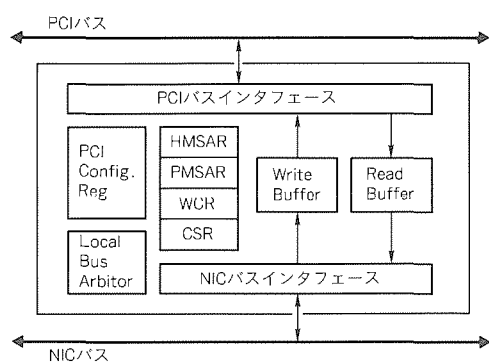 PCIバス
PCIバスインタフェース
PCI
Config.
Reg
HMSAR
PMSAR
WCR
CSR
Write
Buffer
Read
Buffer
Local
Bus
Arbitor
NICバスインタフェース
NICバス